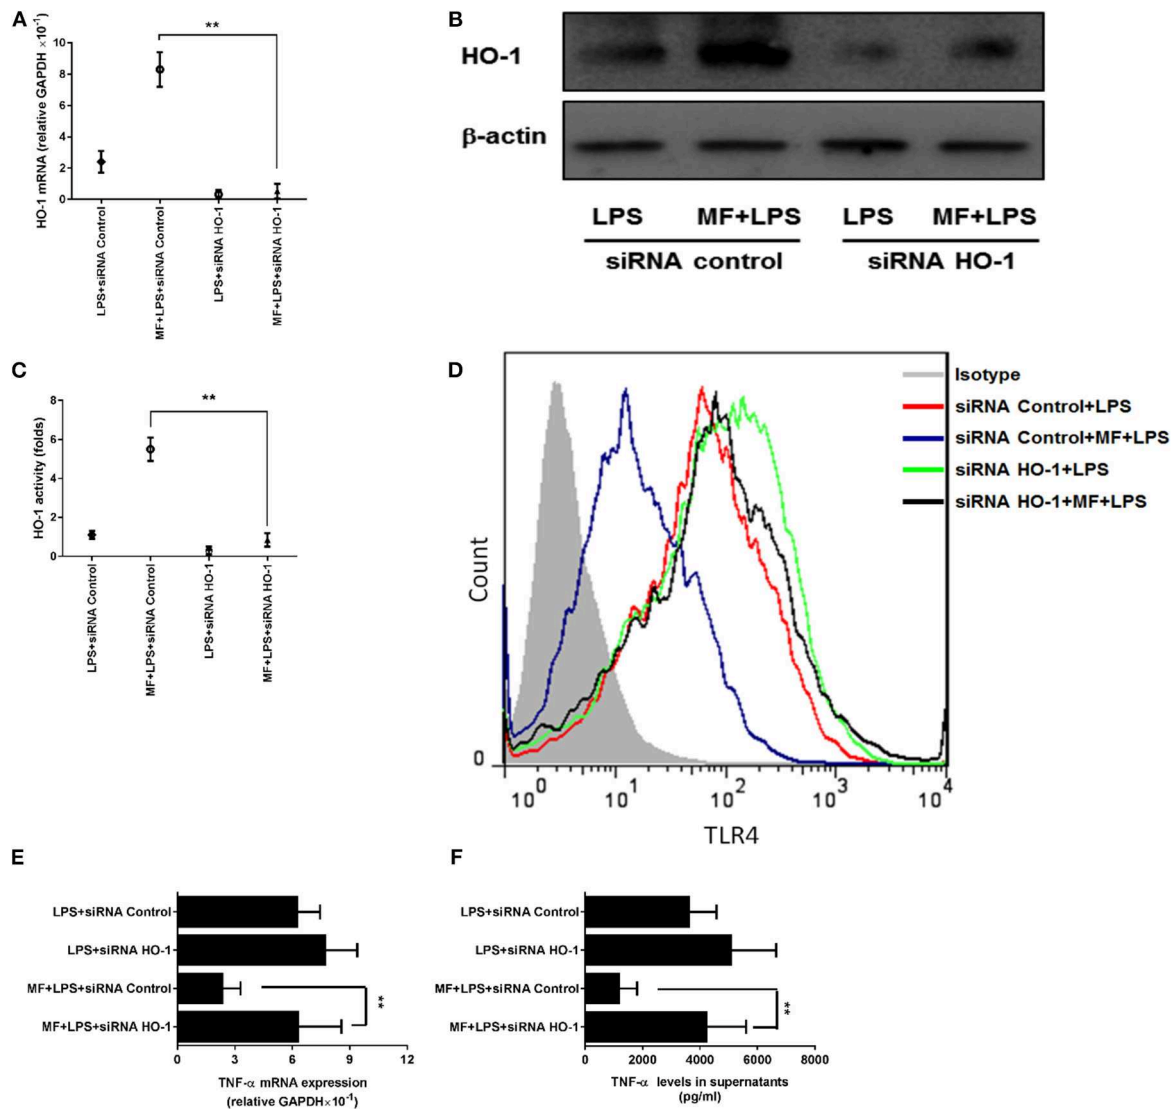 A
HO-1 mRNA (relative GAPDH ×10⁻¹)
10
8
6
4
2
0
**
LPS+siRNA Control
MF+LPS+siRNA Control
LPS+siRNA HO-1
MF+LPS+siRNA HO-1
B
HO-1
β-actin
LPS MF+LPS LPS MF+LPS
siRNA control siRNA HO-1
C
HO-1 activity (folds)
8
6
4
2
0
**
LPS+siRNA Control
MF+LPS+siRNA Control
LPS+siRNA HO-1
MF+LPS+siRNA HO-1
D
Count
0
10⁰ 10¹ 10² 10³ 10⁴
TLR4
Isotype
siRNA Control+LPS
siRNA Control+MF+LPS
siRNA HO-1+LPS
siRNA HO-1+MF+LPS
E
LPS+siRNA Control
LPS+siRNA HO-1
MF+LPS+siRNA Control
MF+LPS+siRNA HO-1
**
0 3 6 9 12
TNF-α mRNA expression
(relative GAPDH×10⁻¹)
F
LPS+siRNA Control
LPS+siRNA HO-1
MF+LPS+siRNA Control
MF+LPS+siRNA HO-1
**
0 2000 4000 6000 8000
TNF-α levels in supernatants
(pg/ml)